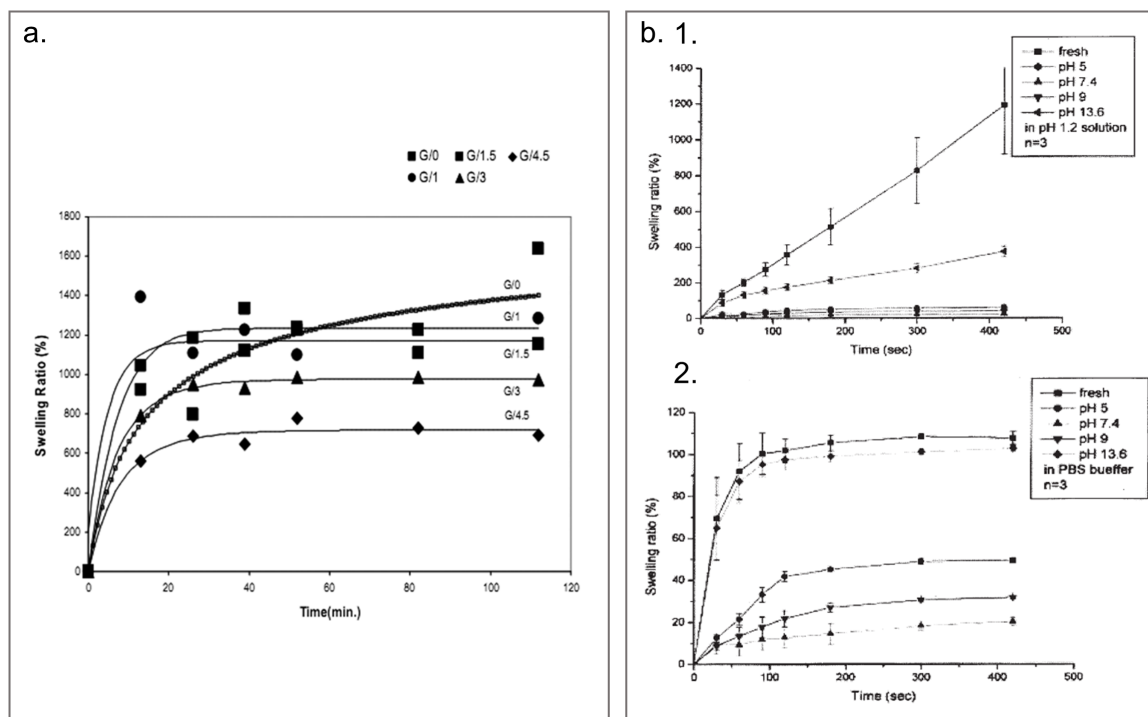 a.
G/0 G/1.5 G/4.5
G/1 G/3
1800
1600
1400
1200
1000
800
600
400
200
0
Swelling Ratio (%)
G/0
G/1
G/1.5
G/3
G/4.5
0 20 40 60 80 100 120
Time(min.)
b. 1.
fresh
pH 5
pH 7.4
pH 9
pH 13.6
in pH 1.2 solution
n=3
1400
1200
1000
800
600
400
200
0
Swelling ratio (%)
0 100 200 300 400 500
Time (sec)
2.
fresh
pH 5
pH 7.4
pH 9
pH 13.6
in PBS bueffer
n=3
120
100
80
60
40
20
0
Swelling ratio (%)
0 100 200 300 400 500
Time (sec)